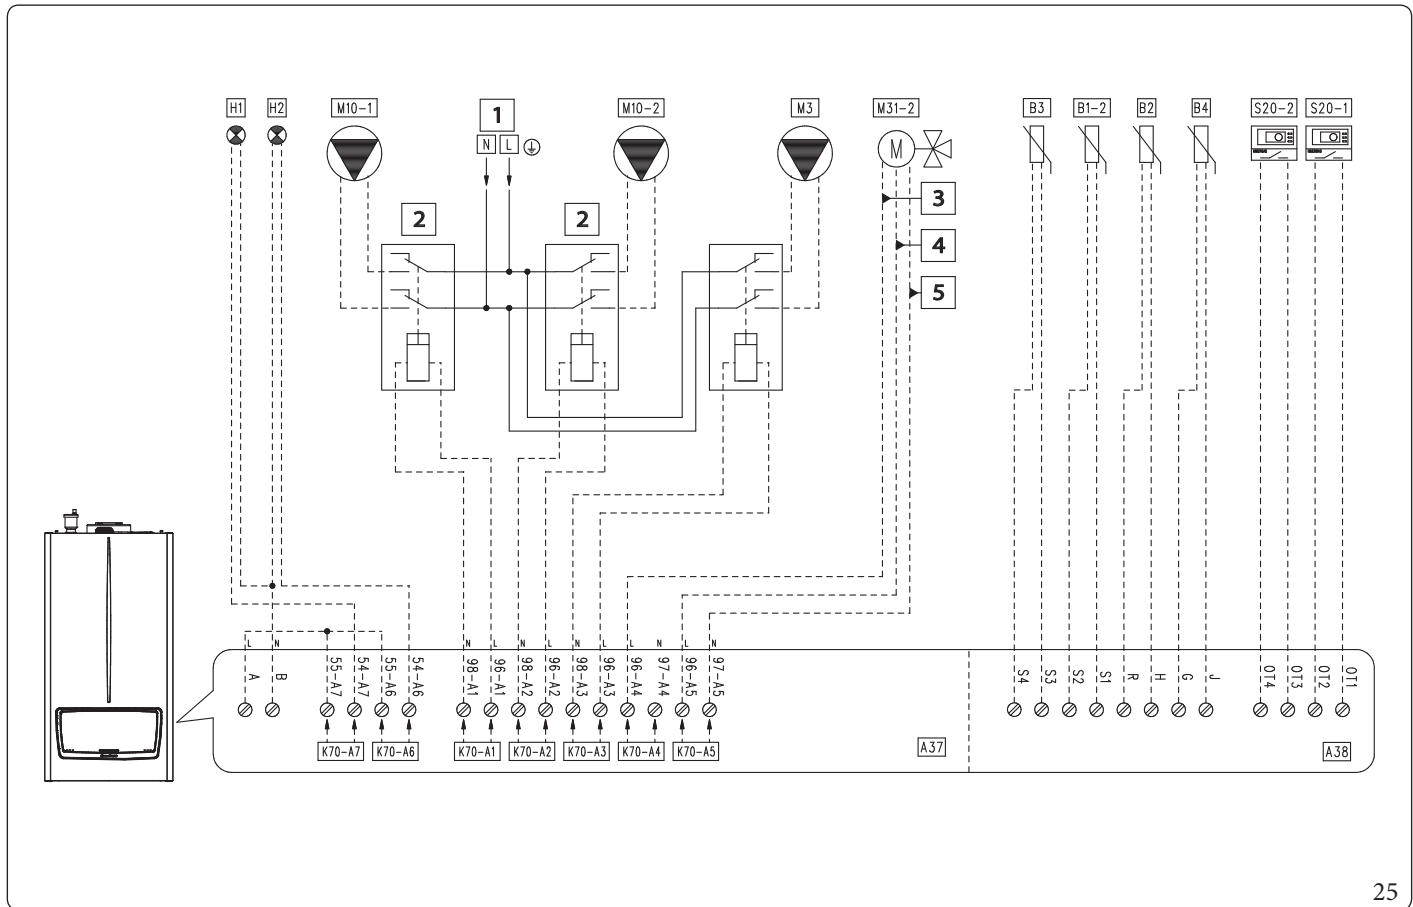 H1 H2 M10-1 1 M10-2 M3 M31-2 B3 B1-2 B2 B4 S20-2 S20-1
N L
M
2 2 3
4
5
L N N L N L N L L N L N
A B 55-A7 54-A7 55-A6 54-A6 98-A1 96-A1 98-A2 96-A2 98-A3 96-A3 96-A4 97-A4 96-A5 97-A5 S4 S3 S2 S1 R H G J OT4 OT3 OT2 OT1
K70-A7 K70-A6 K70-A1 K70-A2 K70-A3 K70-A4 K70-A5 A37 A38
25